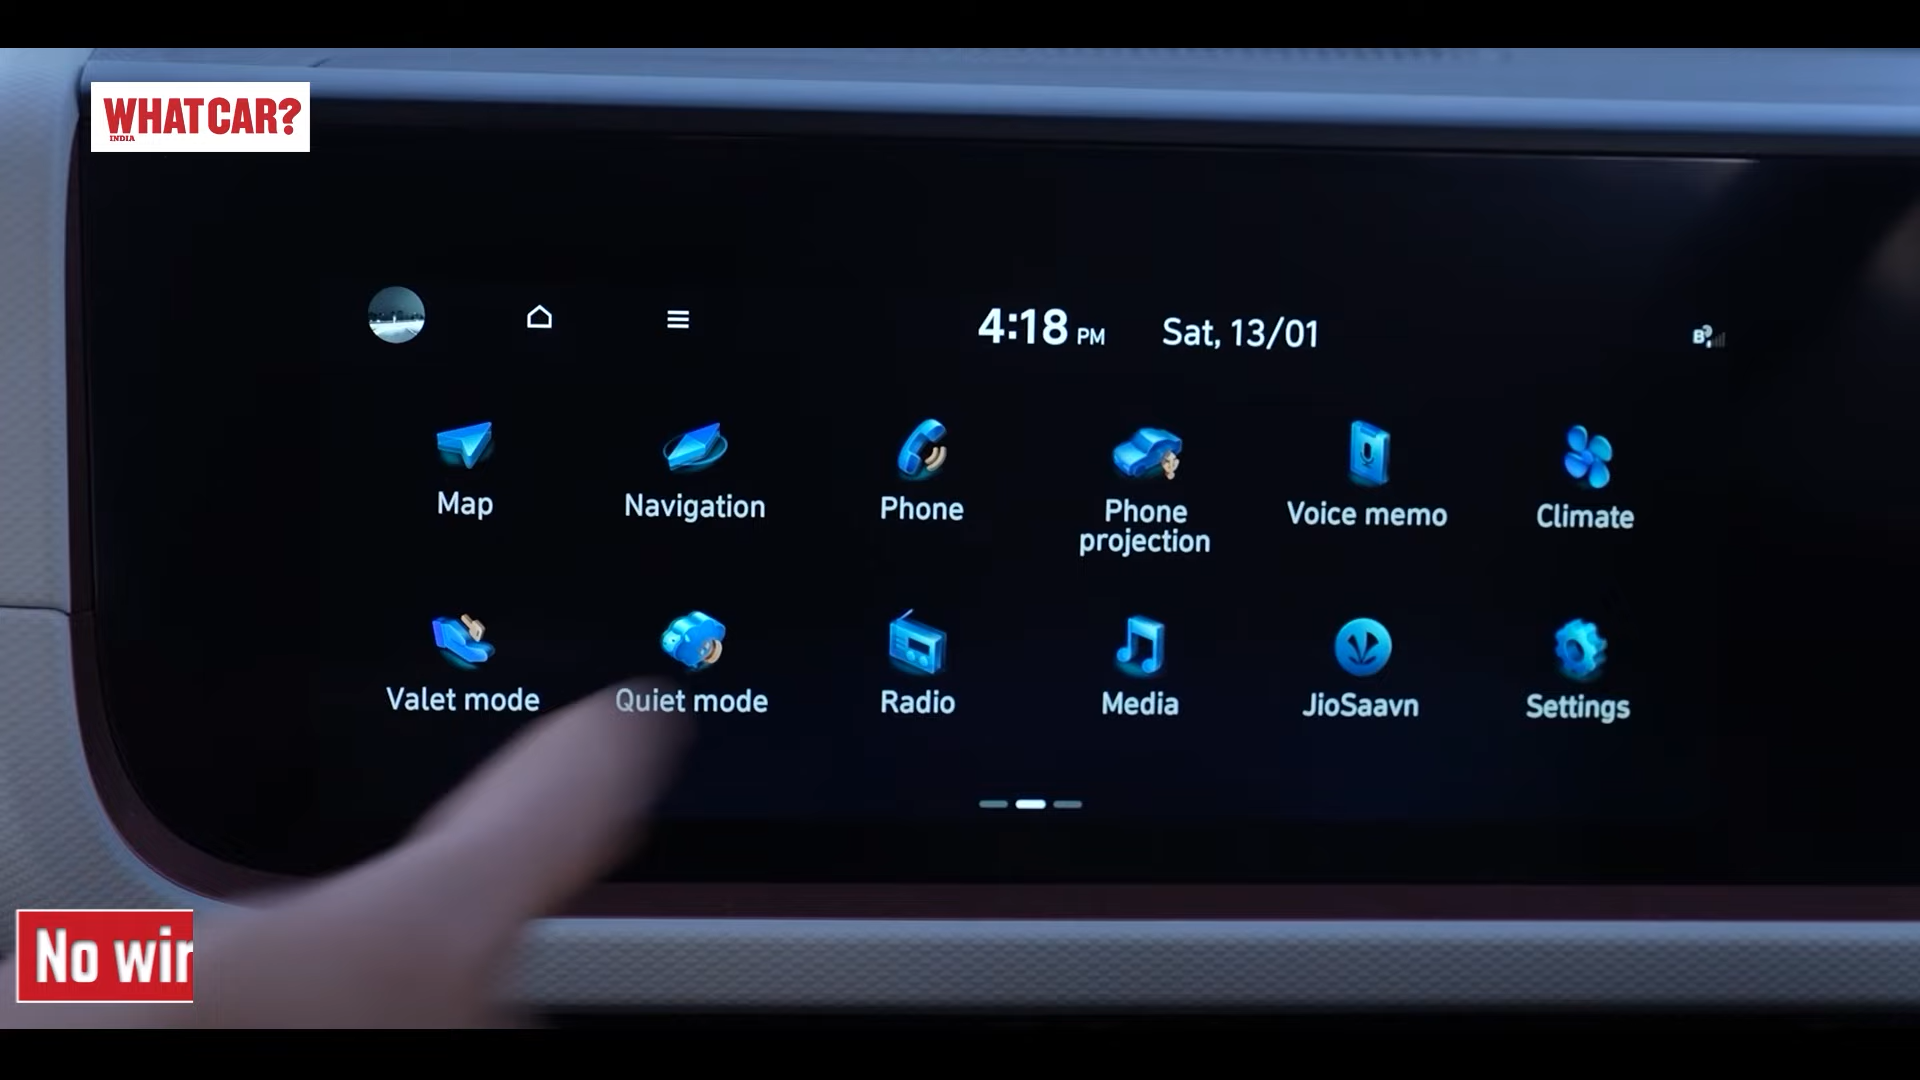 WHAT CAR?
INDIA
4:18 PM Sat, 13/01
Map
Navigation
Phone
Phone
projection
Voice memo
Climate
Valet mode
Quiet mode
Radio
Media
JioSaavn
Settings
No